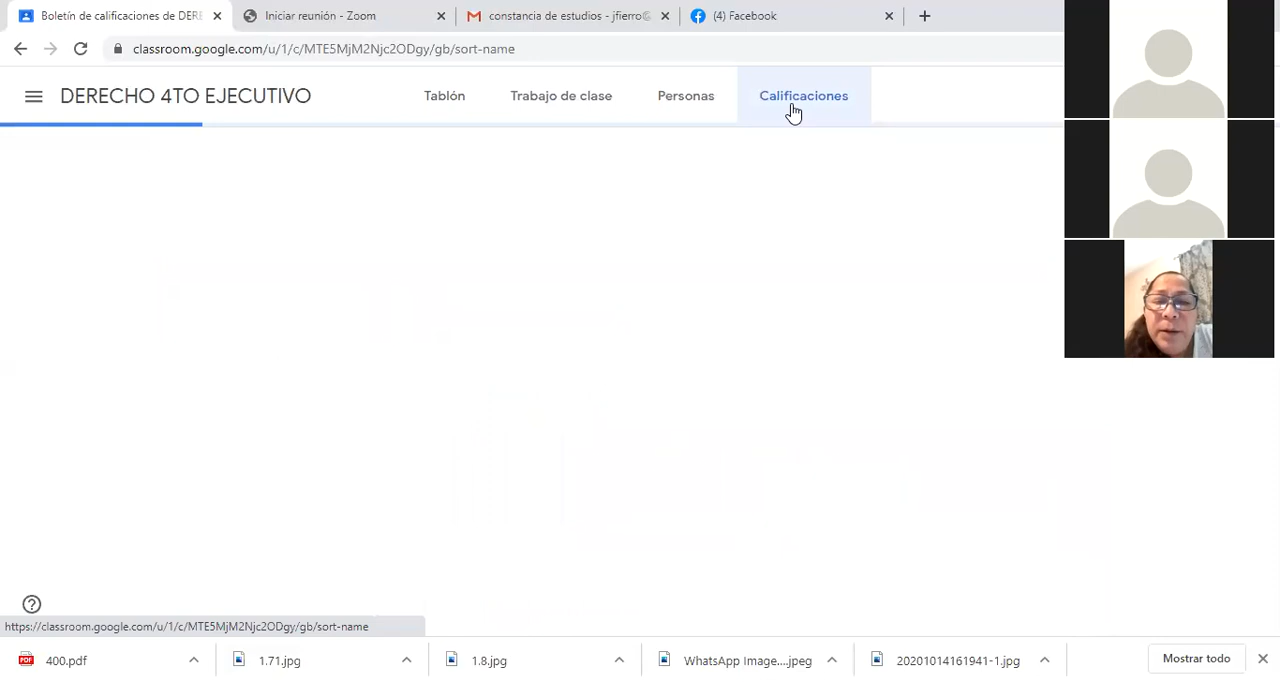 Boletín de calificaciones de DERE
Iniciar reunión - Zoom
constancia de estudios - jfierro@
(4) Facebook
classroom.google.com/u/1/c/MTE5MjM2Njc2ODgy/gb/sort-name
DERECHO 4TO EJECUTIVO
Tablón
Trabajo de clase
Personas
Calificaciones
https://classroom.google.com/u/1/c/MTE5MjM2Njc2ODgy/gb/sort-name
400.pdf
1.71.jpg
1.8.jpg
WhatsApp Image....jpeg
20201014161941-1.jpg
Mostrar todo